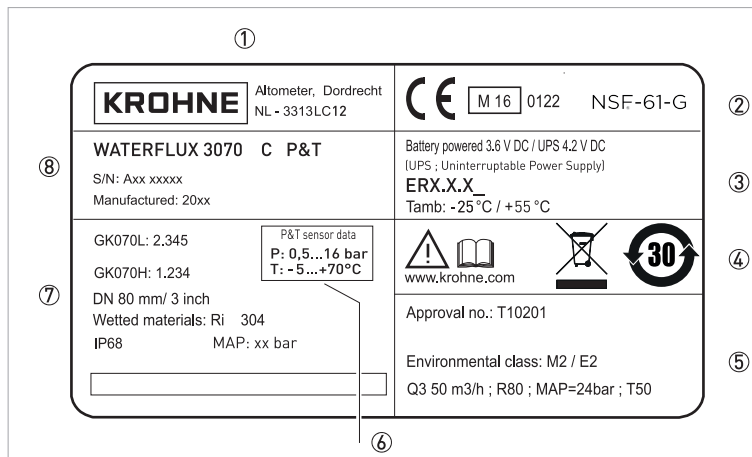 ①
KROHNE
Altometer, Dordrecht
NL - 3313LC12
CE M 16 0122 NSF-61-G
②
⑧
WATERFLUX 3070 C P&T
S/N: Axx xxxxx
Manufactured: 20xx
Battery powered 3.6 V DC / UPS 4.2 V DC
(UPS ; Uninterruptable Power Supply)
ERX.X.X_
Tamb: -25°C / +55°C
③
⑦
GK070L: 2.345
GK070H: 1.234
DN 80 mm/ 3 inch
Wetted materials: Ri 304
IP68 MAP: xx bar
P&T sensor data
P: 0,5...16 bar
T: -5...+70°C
www.krohne.com
30
④
Approval no.: T10201
Environmental class: M2 / E2
Q3 50 m3/h ; R80 ; MAP=24bar ; T50
⑤
⑥